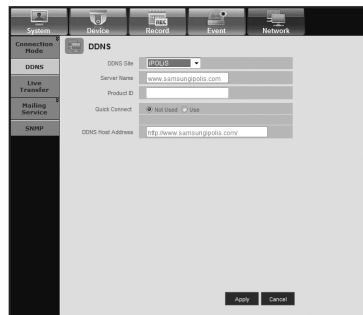 System Device Record Event Network
Connection Mode
DDNS
Live Transfer
Mailing Service
SNMP
DDNS
DDNS Site iPOLiS
Server Name www.samsungipolis.com
Product ID
Quick Connect Not Used Use
DDNS Host Address http://www.samsungipolis.com/
Apply Cancel